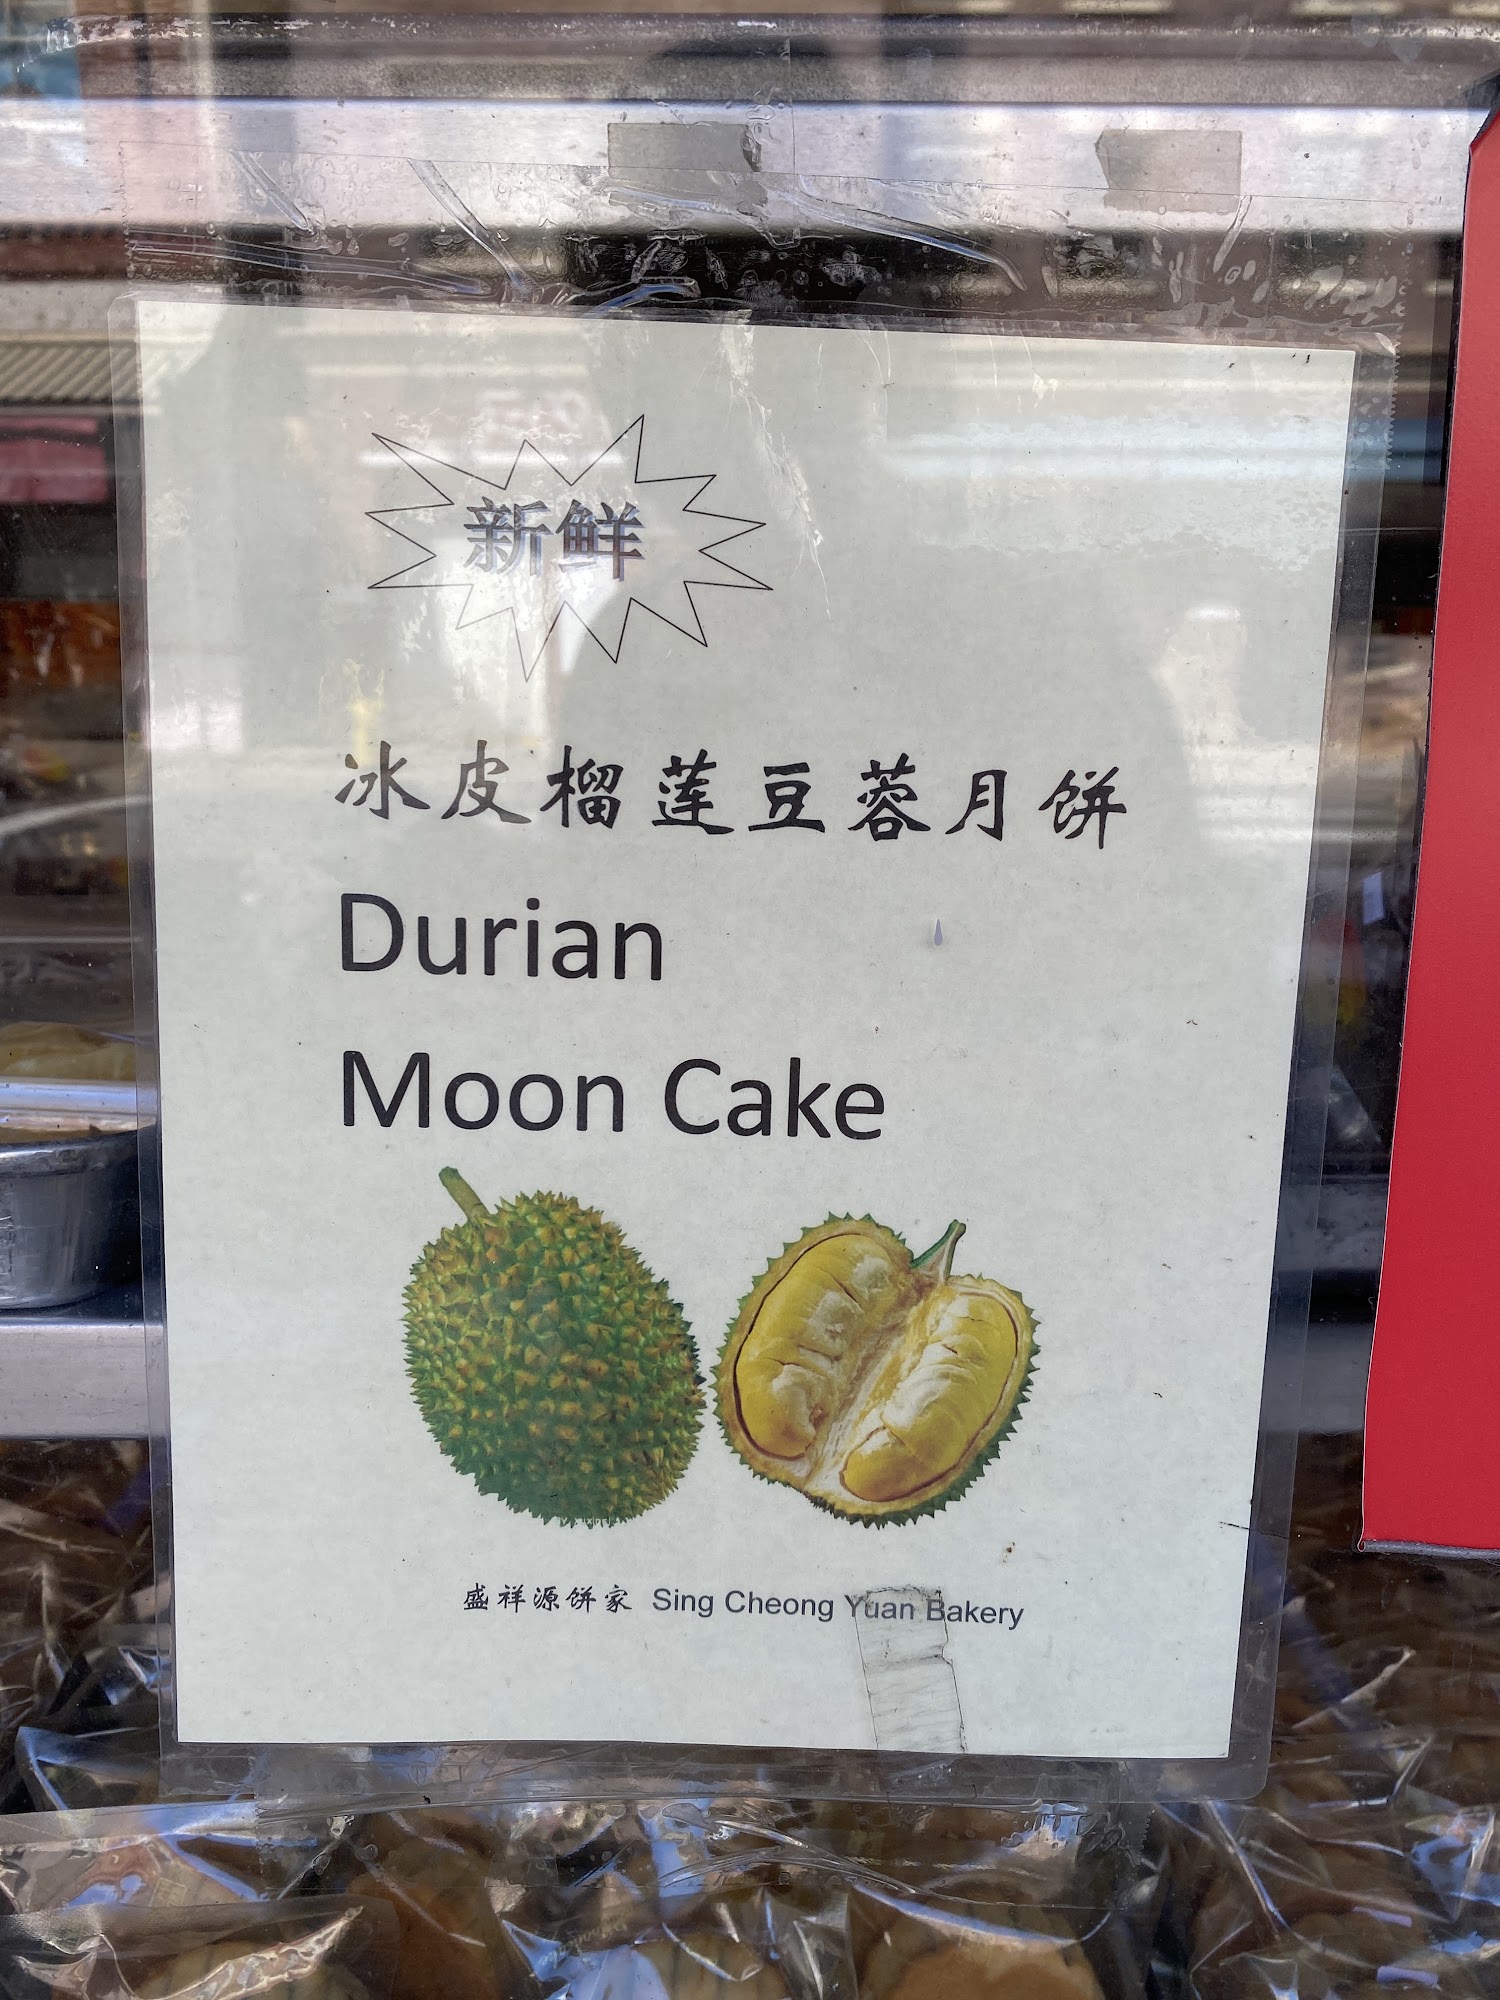 新鲜
冰皮榴莲豆蓉月饼
Durian
Moon Cake
盛祥源饼家 Sing Cheong Yuan Bakery